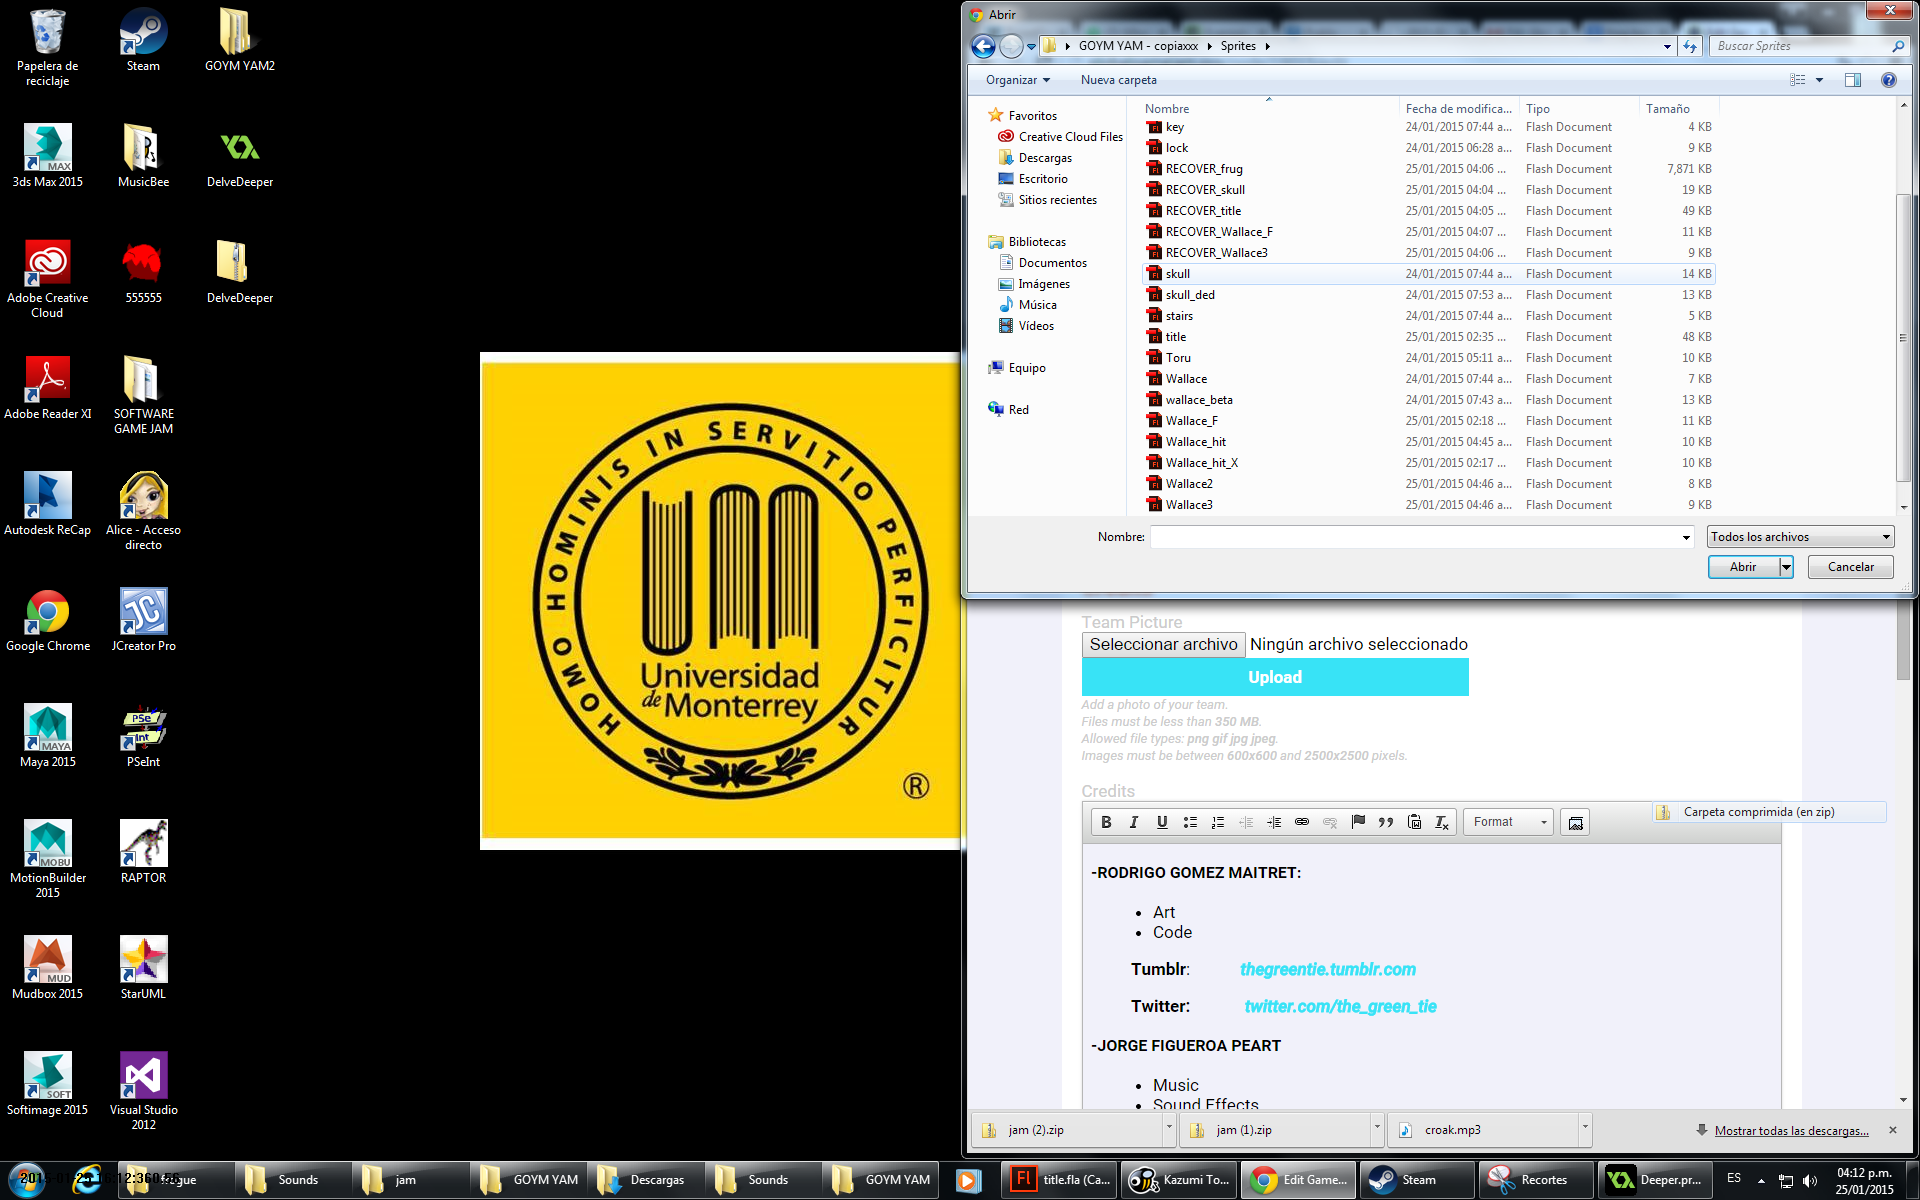 Papelera de reciclaje
Steam
GOYM YAM2
3ds Max 2015
MusicBee
DelveDeeper
Adobe Creative Cloud
555555
DelveDeeper
Adobe Reader XI
SOFTWARE GAME JAM
Autodesk ReCap
Alice - Acceso directo
Google Chrome
JCreator Pro
Maya 2015
PSeInt
MotionBuilder 2015
RAPTOR
Mudbox 2015
StarUML
Softimage 2015
Visual Studio 2012
HOMO HOMINIS IN SERVITIO PERFICITUR
Universidad
de Monterrey
®
Abrir
GOYM YAM - copiaxxx Sprites
Buscar Sprites
Organizar Nueva carpeta
Favoritos
Creative Cloud Files
Descargas
Escritorio
Sitios recientes
Bibliotecas
Documentos
Imágenes
Música
Vídeos
Equipo
Red
Nombre Fecha de modifica... Tipo Tamaño
key 24/01/2015 07:44 a... Flash Document 4 KB
lock 24/01/2015 06:28 a... Flash Document 9 KB
RECOVER_frug 25/01/2015 04:06 ... Flash Document 7,871 KB
RECOVER_skull 25/01/2015 04:04 ... Flash Document 19 KB
RECOVER_title 25/01/2015 04:05 ... Flash Document 49 KB
RECOVER_Wallace_F 25/01/2015 04:07 ... Flash Document 11 KB
RECOVER_Wallace3 25/01/2015 04:06 ... Flash Document 9 KB
skull 24/01/2015 07:44 a... Flash Document 14 KB
skull_ded 24/01/2015 07:53 a... Flash Document 13 KB
stairs 24/01/2015 07:44 a... Flash Document 5 KB
title 25/01/2015 02:35 ... Flash Document 48 KB
Toru 24/01/2015 05:11 a... Flash Document 10 KB
Wallace 24/01/2015 07:44 a... Flash Document 7 KB
wallace_beta 24/01/2015 07:43 a... Flash Document 13 KB
Wallace_F 25/01/2015 02:18 ... Flash Document 11 KB
Wallace_hit 25/01/2015 04:45 a... Flash Document 10 KB
Wallace_hit_X 25/01/2015 02:17 ... Flash Document 10 KB
Wallace2 25/01/2015 04:46 a... Flash Document 8 KB
Wallace3 25/01/2015 04:46 a... Flash Document 9 KB
Nombre: Todos los archivos
Abrir Cancelar
Team Picture
Seleccionar archivo Ningún archivo seleccionado
Upload
Add a photo of your team.
Files must be less than 350 MB.
Allowed file types: png gif jpg jpeg.
Images must be between 600x600 and 2500x2500 pixels.
Credits
B I U Format
Carpeta comprimida (en zip)
-RODRIGO GOMEZ MAITRET:
Art
Code
Tumblr: thegreentie.tumblr.com
Twitter: twitter.com/the_green_tie
-JORGE FIGUEROA PEART
Music
Sound Effects
jam (2).zip jam (1).zip croak.mp3 Mostrar todas las descargas...
Sounds jam GOYM YAM Descargas Sounds GOYM YAM title.fla (Ca... Kazumi To... Edit Game... Steam Recortes Deeper.pr... ES
04:12 p.m.
25/01/2015